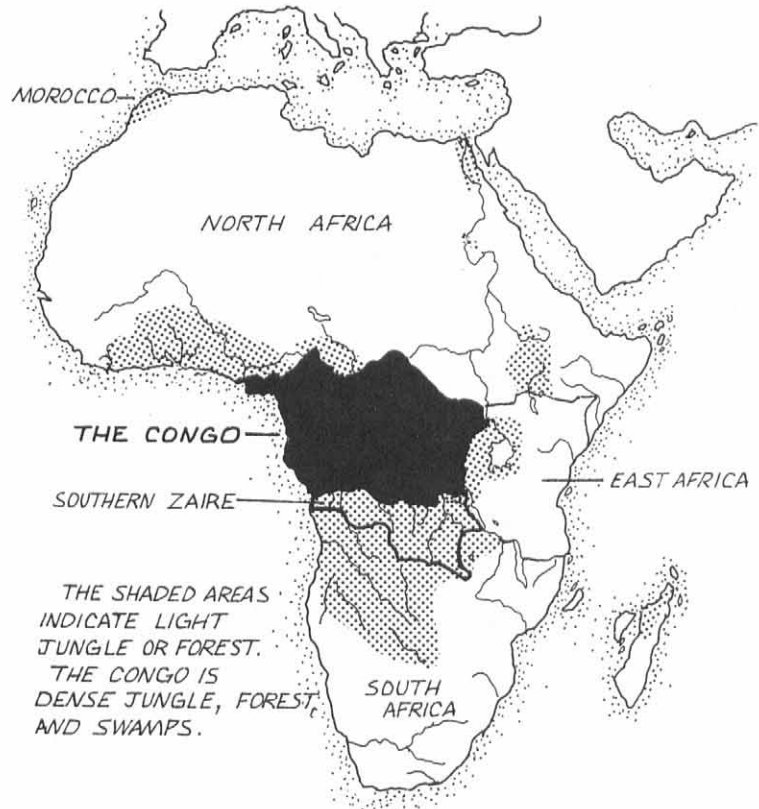 MOROCCO
NORTH AFRICA
THE CONGO
SOUTHERN ZAIRE
EAST AFRICA
THE SHADED AREAS
INDICATE LIGHT
JUNGLE OR FOREST.
THE CONGO IS
DENSE JUNGLE, FOREST,
AND SWAMPS.
SOUTH
AFRICA